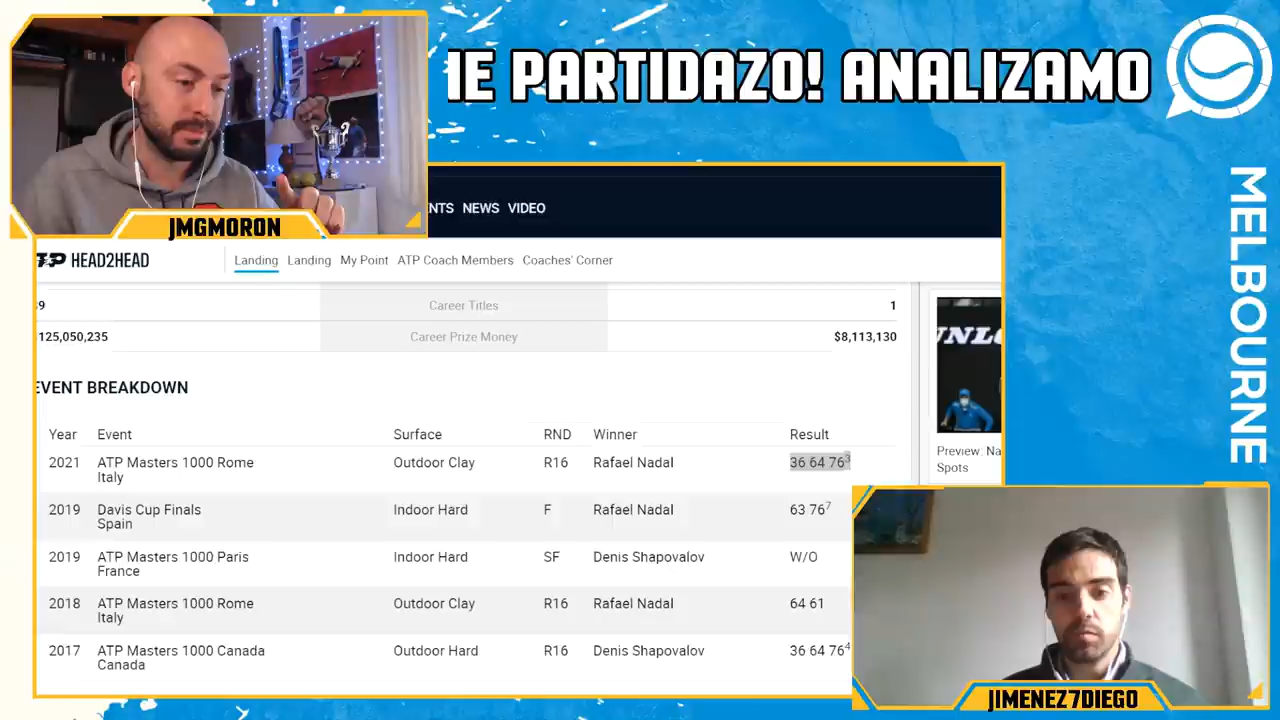 IE PARTIDAZO! ANALIZAMO
MELBOURNE
JMGMORON
NTS NEWS VIDEO
HEAD2HEAD
Landing Landing My Point ATP Coach Members Coaches' Corner
9 Career Titles 1
125,050,235 Career Prize Money $8,113,130
EVENT BREAKDOWN
Year Event Surface RND Winner Result
2021 ATP Masters 1000 Rome Outdoor Clay R16 Rafael Nadal 36 64 76³
Italy
2019 Davis Cup Finals Indoor Hard F Rafael Nadal 63 76⁷
Spain
2019 ATP Masters 1000 Paris Indoor Hard SF Denis Shapovalov W/O
France
2018 ATP Masters 1000 Rome Outdoor Clay R16 Rafael Nadal 64 61
Italy
2017 ATP Masters 1000 Canada Outdoor Hard R16 Denis Shapovalov 36 64 76⁴
Canada
UNLO
Preview: Na
Spots
JIMENEZ7DIEGO